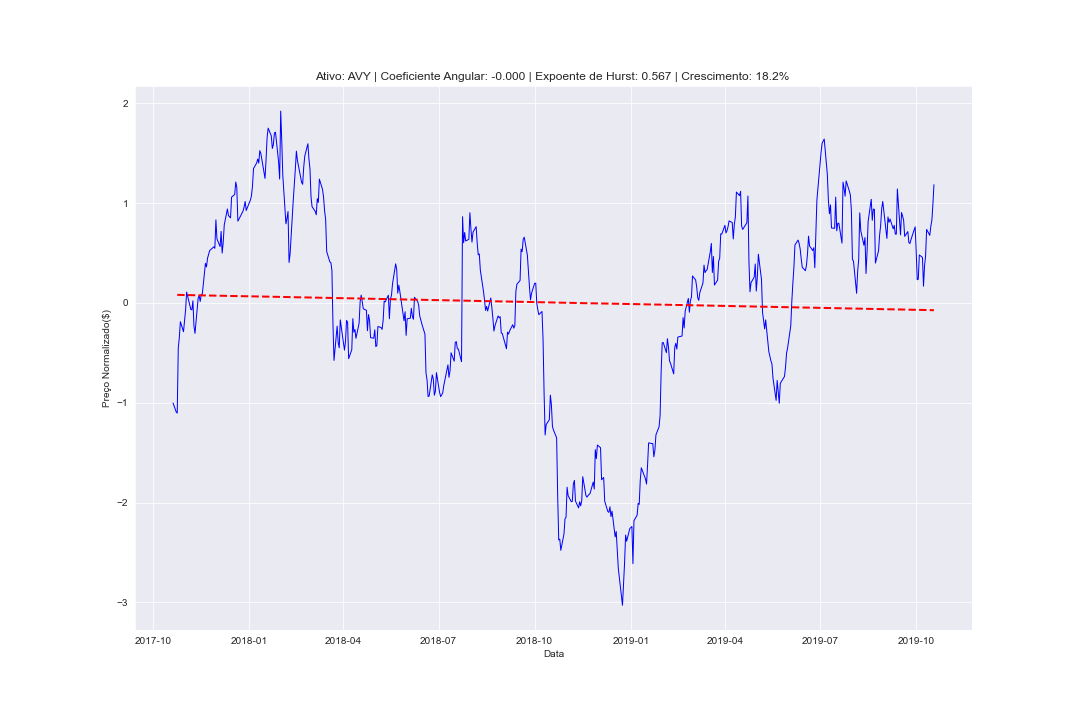 Ativo: AVY | Coeficiente Angular: -0.000 | Expoente de Hurst: 0.567 | Crescimento: 18.2%
2
1
0
−1
−2
−3
Preço Normalizado($)
2017-10 2018-01 2018-04 2018-07 2018-10 2019-01 2019-04 2019-07 2019-10
Data